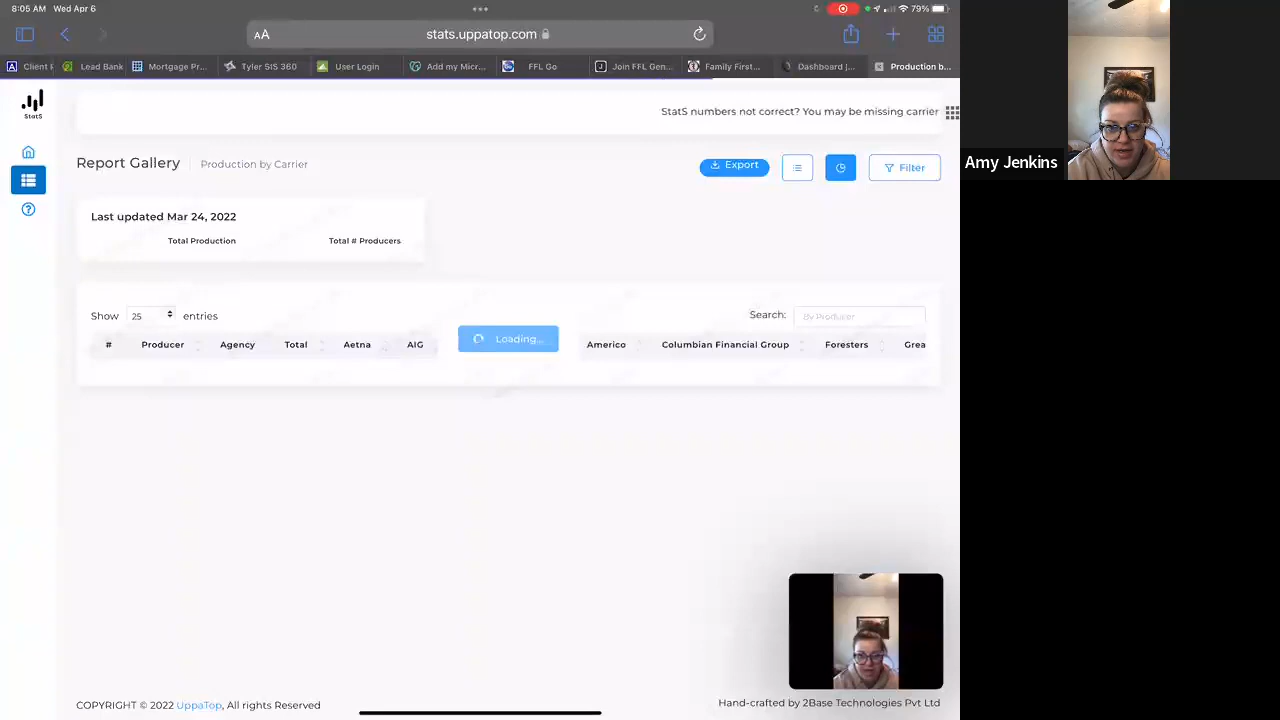 8:05 AM Wed Apr 6
79%
AA
stats.uppatop.com
Client F
Lead Bank
Mortgage Pr...
Tyler SIS 360
User Login
Add my Micr...
FFL Go
Join FFL Gen...
Family First...
Dashboard j...
Production b...
StatS
StatS numbers not correct? You may be missing carrier
Report Gallery
Production by Carrier
Export
Filter
Last updated Mar 24, 2022
Total Production
Total # Producers
Show 25 entries
Search: By Producer
Loading...
# Producer Agency Total Aetna AIG Americo Columbian Financial Group Foresters Grea
COPYRIGHT © 2022 UppaTop, All rights Reserved
Hand-crafted by 2Base Technologies Pvt Ltd
Amy Jenkins